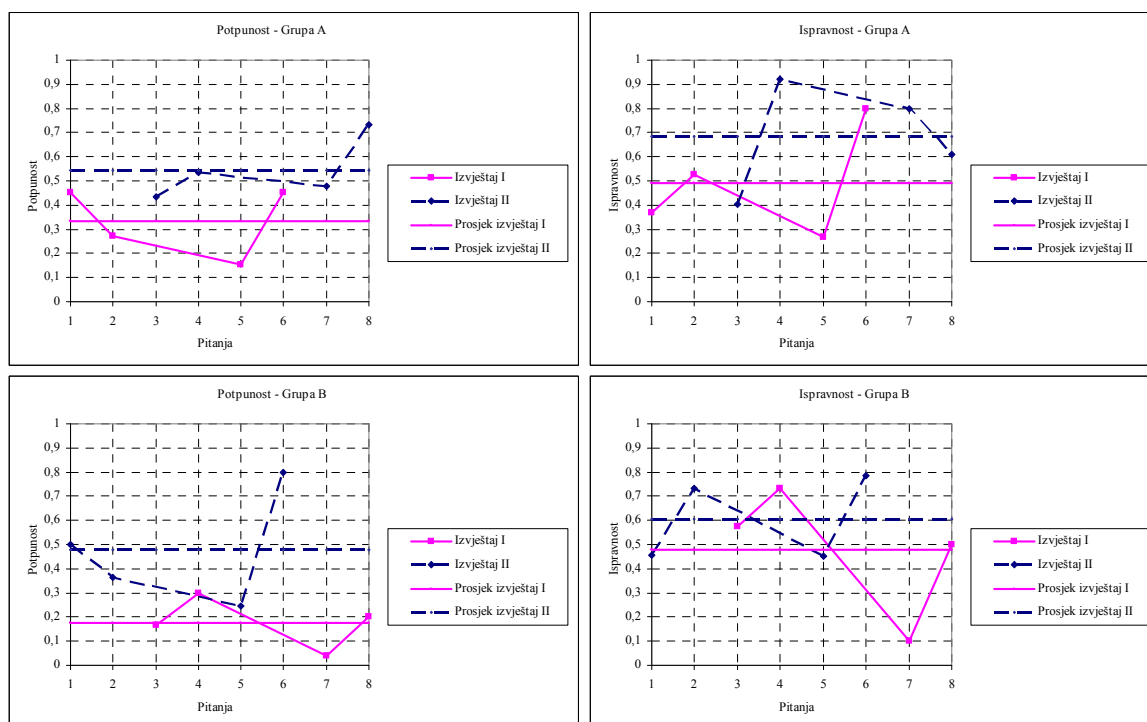 Potpunost - Grupa A
1
0,9
0,8
0,7
0,6
0,5
0,4
0,3
0,2
0,1
0
Potpunost
1 2 3 4 5 6 7 8
Pitanja
Izvještaj I
Izvještaj II
Prosjek izvještaj I
Prosjek izvještaj II
Ispravnost - Grupa A
1
0,9
0,8
0,7
0,6
0,5
0,4
0,3
0,2
0,1
0
Ispravnost
1 2 3 4 5 6 7 8
Pitanja
Izvještaj I
Izvještaj II
Prosjek izvještaj I
Prosjek izvještaj II
Potpunost - Grupa B
1
0,9
0,8
0,7
0,6
0,5
0,4
0,3
0,2
0,1
0
Potpunost
1 2 3 4 5 6 7 8
Pitanja
Izvještaj I
Izvještaj II
Prosjek izvještaj I
Prosjek izvještaj II
Ispravnost - Grupa B
1
0,9
0,8
0,7
0,6
0,5
0,4
0,3
0,2
0,1
0
Ispravnost
1 2 3 4 5 6 7 8
Pitanja
Izvještaj I
Izvještaj II
Prosjek izvještaj I
Prosjek izvještaj II